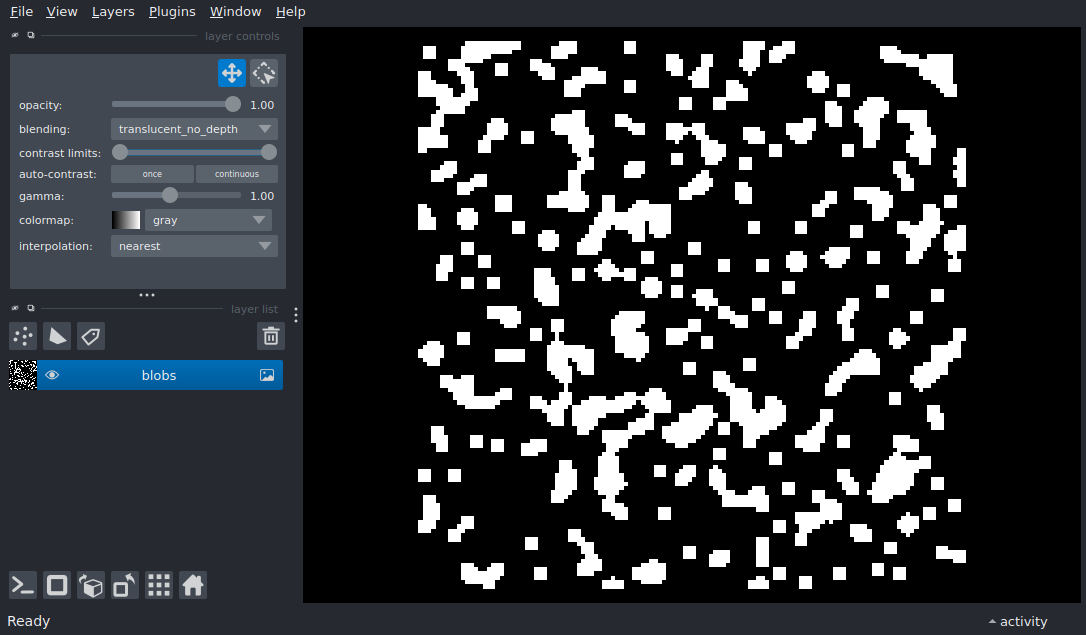 File View Layers Plugins Window Help
layer controls
opacity: 1.00
blending: translucent_no_depth
contrast limits:
auto-contrast: once continuous
gamma: 1.00
colormap: gray
interpolation: nearest
layer list
blobs
Ready activity